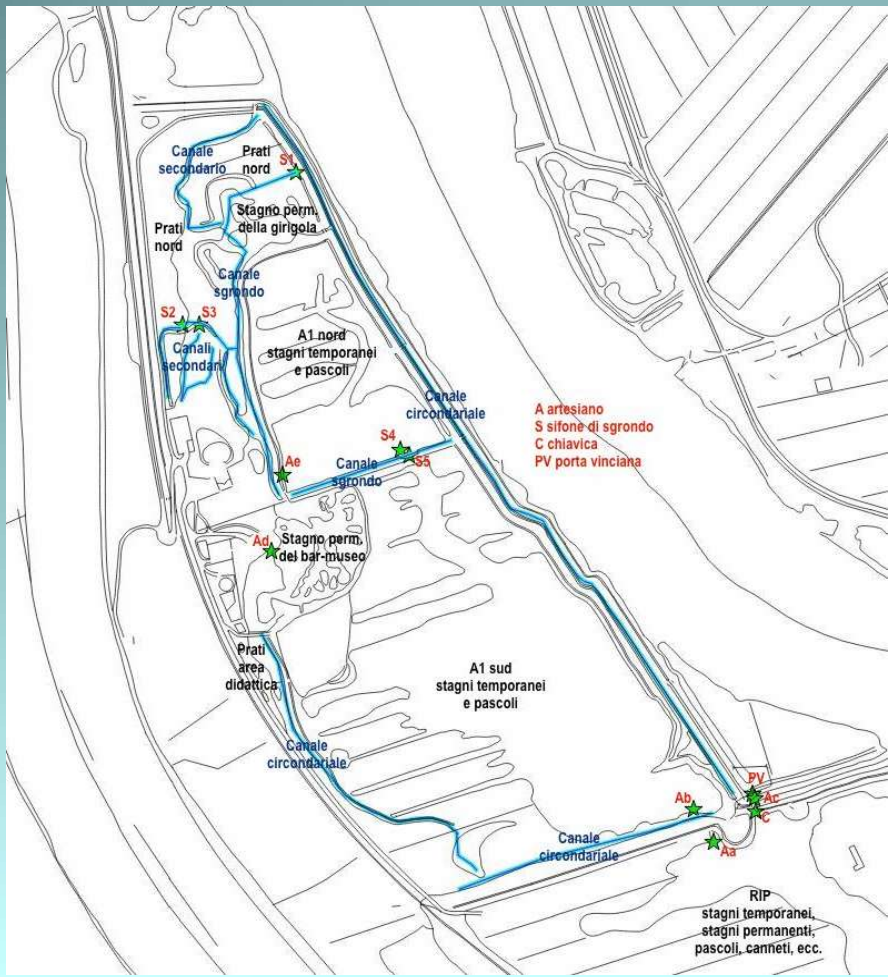 Canale
secondario
Prati
nord
S1
Stagno perm.
della girigola
Prati
nord
Canale
sgrondo
S2
S3
Canali
secondari
A1 nord
stagni temporanei
e pascoli
Canale
circondariale
A artesiano
S sifone di sgrondo
C chiavica
PV porta vinciana
S4
S5
Ae
Canale
sgrondo
Ad
Stagno perm.
del bar-museo
Prati
area
didattica
A1 sud
stagni temporanei
e pascoli
Canale
circondariale
PV
Ab
Ac
C
Canale
circondariale
Aa
RIP
stagni temporanei,
stagni permanenti,
pascoli, canneti, ecc.